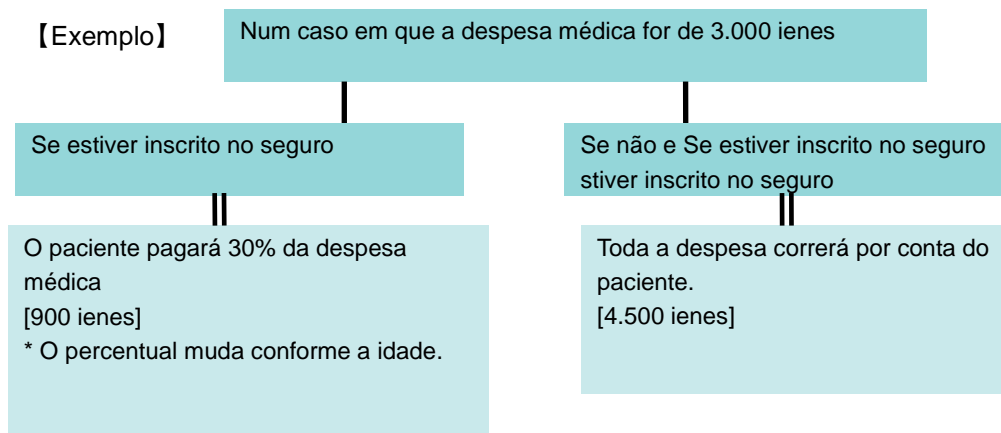 【Exemplo】
Num caso em que a despesa médica for de 3.000 ienes
Se estiver inscrito no seguro
Se não e Se estiver inscrito no seguro
stiver inscrito no seguro
O paciente pagará 30% da despesa
médica
[900 ienes]
* O percentual muda conforme a idade.
Toda a despesa correrá por conta do
paciente.
[4.500 ienes]